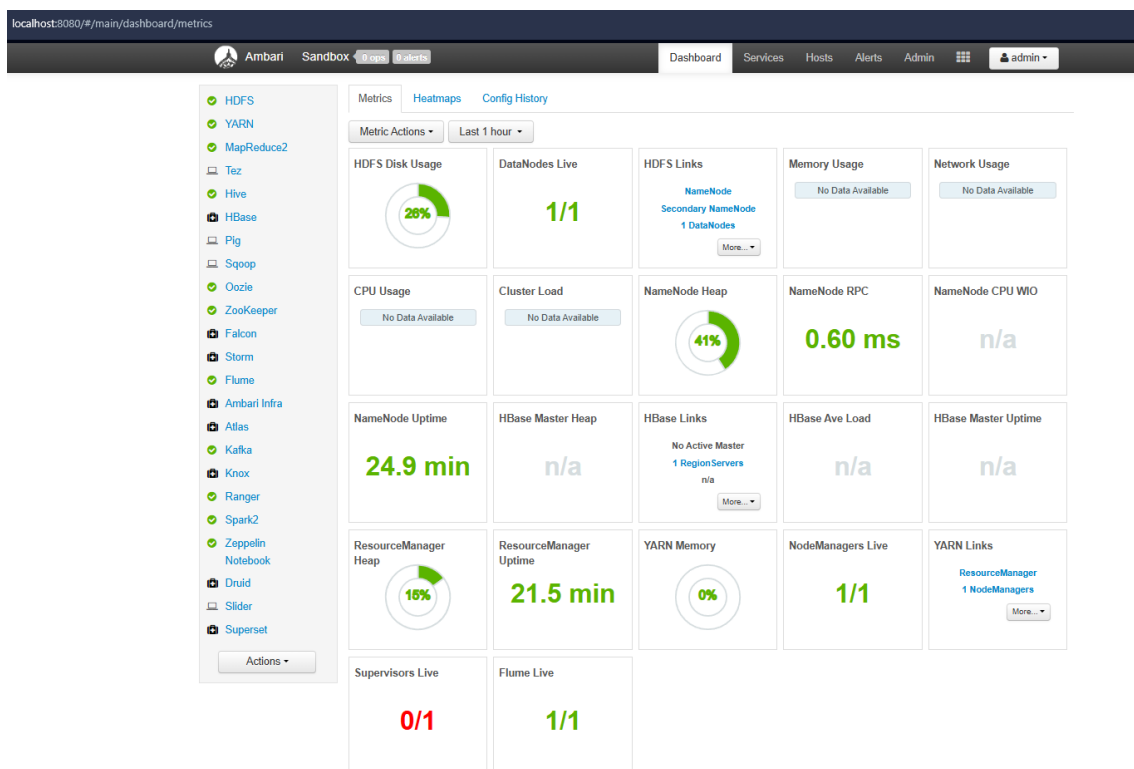 localhost:8080/#/main/dashboard/metrics
Ambari Sandbox 0 ops 0 alerts Dashboard Services Hosts Alerts Admin admin
HDFS
YARN
MapReduce2
Tez
Hive
HBase
Pig
Sqoop
Oozie
ZooKeeper
Falcon
Storm
Flume
Ambari Infra
Atlas
Kafka
Knox
Ranger
Spark2
Zeppelin
Notebook
Druid
Slider
Superset
Actions
Metrics Heatmaps Config History
Metric Actions Last 1 hour
HDFS Disk Usage
26%
DataNodes Live
1/1
HDFS Links
NameNode
Secondary NameNode
1 DataNodes
More...
Memory Usage
No Data Available
Network Usage
No Data Available
CPU Usage
No Data Available
Cluster Load
No Data Available
NameNode Heap
41%
NameNode RPC
0.60 ms
NameNode CPU WIO
n/a
NameNode Uptime
24.9 min
HBase Master Heap
n/a
HBase Links
No Active Master
1 RegionServers
n/a
More...
HBase Ave Load
n/a
HBase Master Uptime
n/a
ResourceManager
Heap
15%
ResourceManager
Uptime
21.5 min
YARN Memory
0%
NodeManagers Live
1/1
YARN Links
ResourceManager
1 NodeManagers
More...
Supervisors Live
0/1
Flume Live
1/1